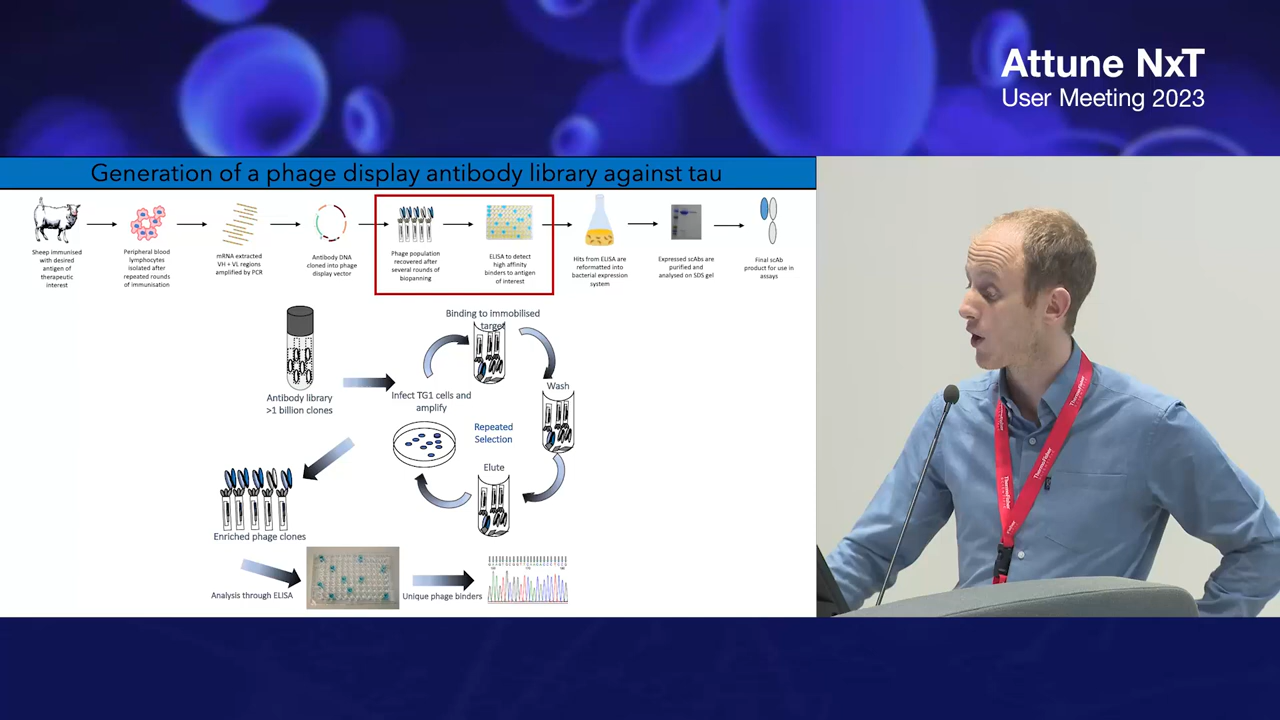 Attune NxT
User Meeting 2023
Generation of a phage display antibody library against tau
Sheep immunised
with desired
antigen of
therapeutic
interest
Peripheral blood
lymphocytes
isolated after
repeated rounds
of immunisation
mRNA extracted
VH + VL regions
amplified by PCR
Antibody DNA
cloned into phage
display vector
Phage population
recovered after
several rounds of
biopanning
ELISA to detect
high affinity
binders to antigen
of interest
Hits from ELISA are
reformatted into
bacterial expression
system
Expressed scAbs are
purified and
analysed on SDS gel
Final scAb
product for use in
assays
Binding to immobilised
target
Antibody library
>1 billion clones
Infect TG1 cells and
amplify
Wash
Repeated
Selection
Elute
Enriched phage clones
Analysis through ELISA
Unique phage binders
ThermoFisher